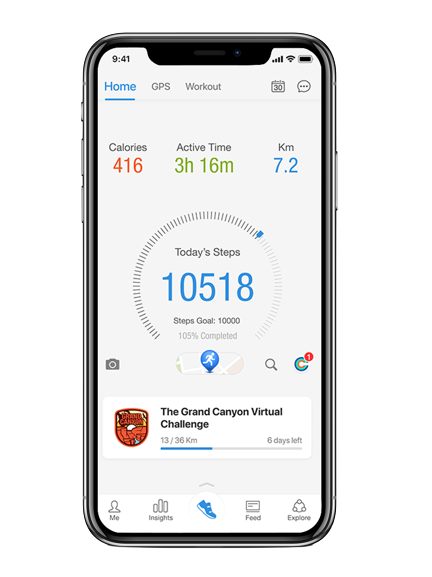 9:41
Home GPS Workout 30
Calories Active Time Km
416 3h 16m 7.2
Today's Steps
10518
Steps Goal: 10000
105% Completed
1
The Grand Canyon Virtual
Challenge
13 / 36 Km 6 days left
GRAND
CANYON
Me Insights Feed Explore